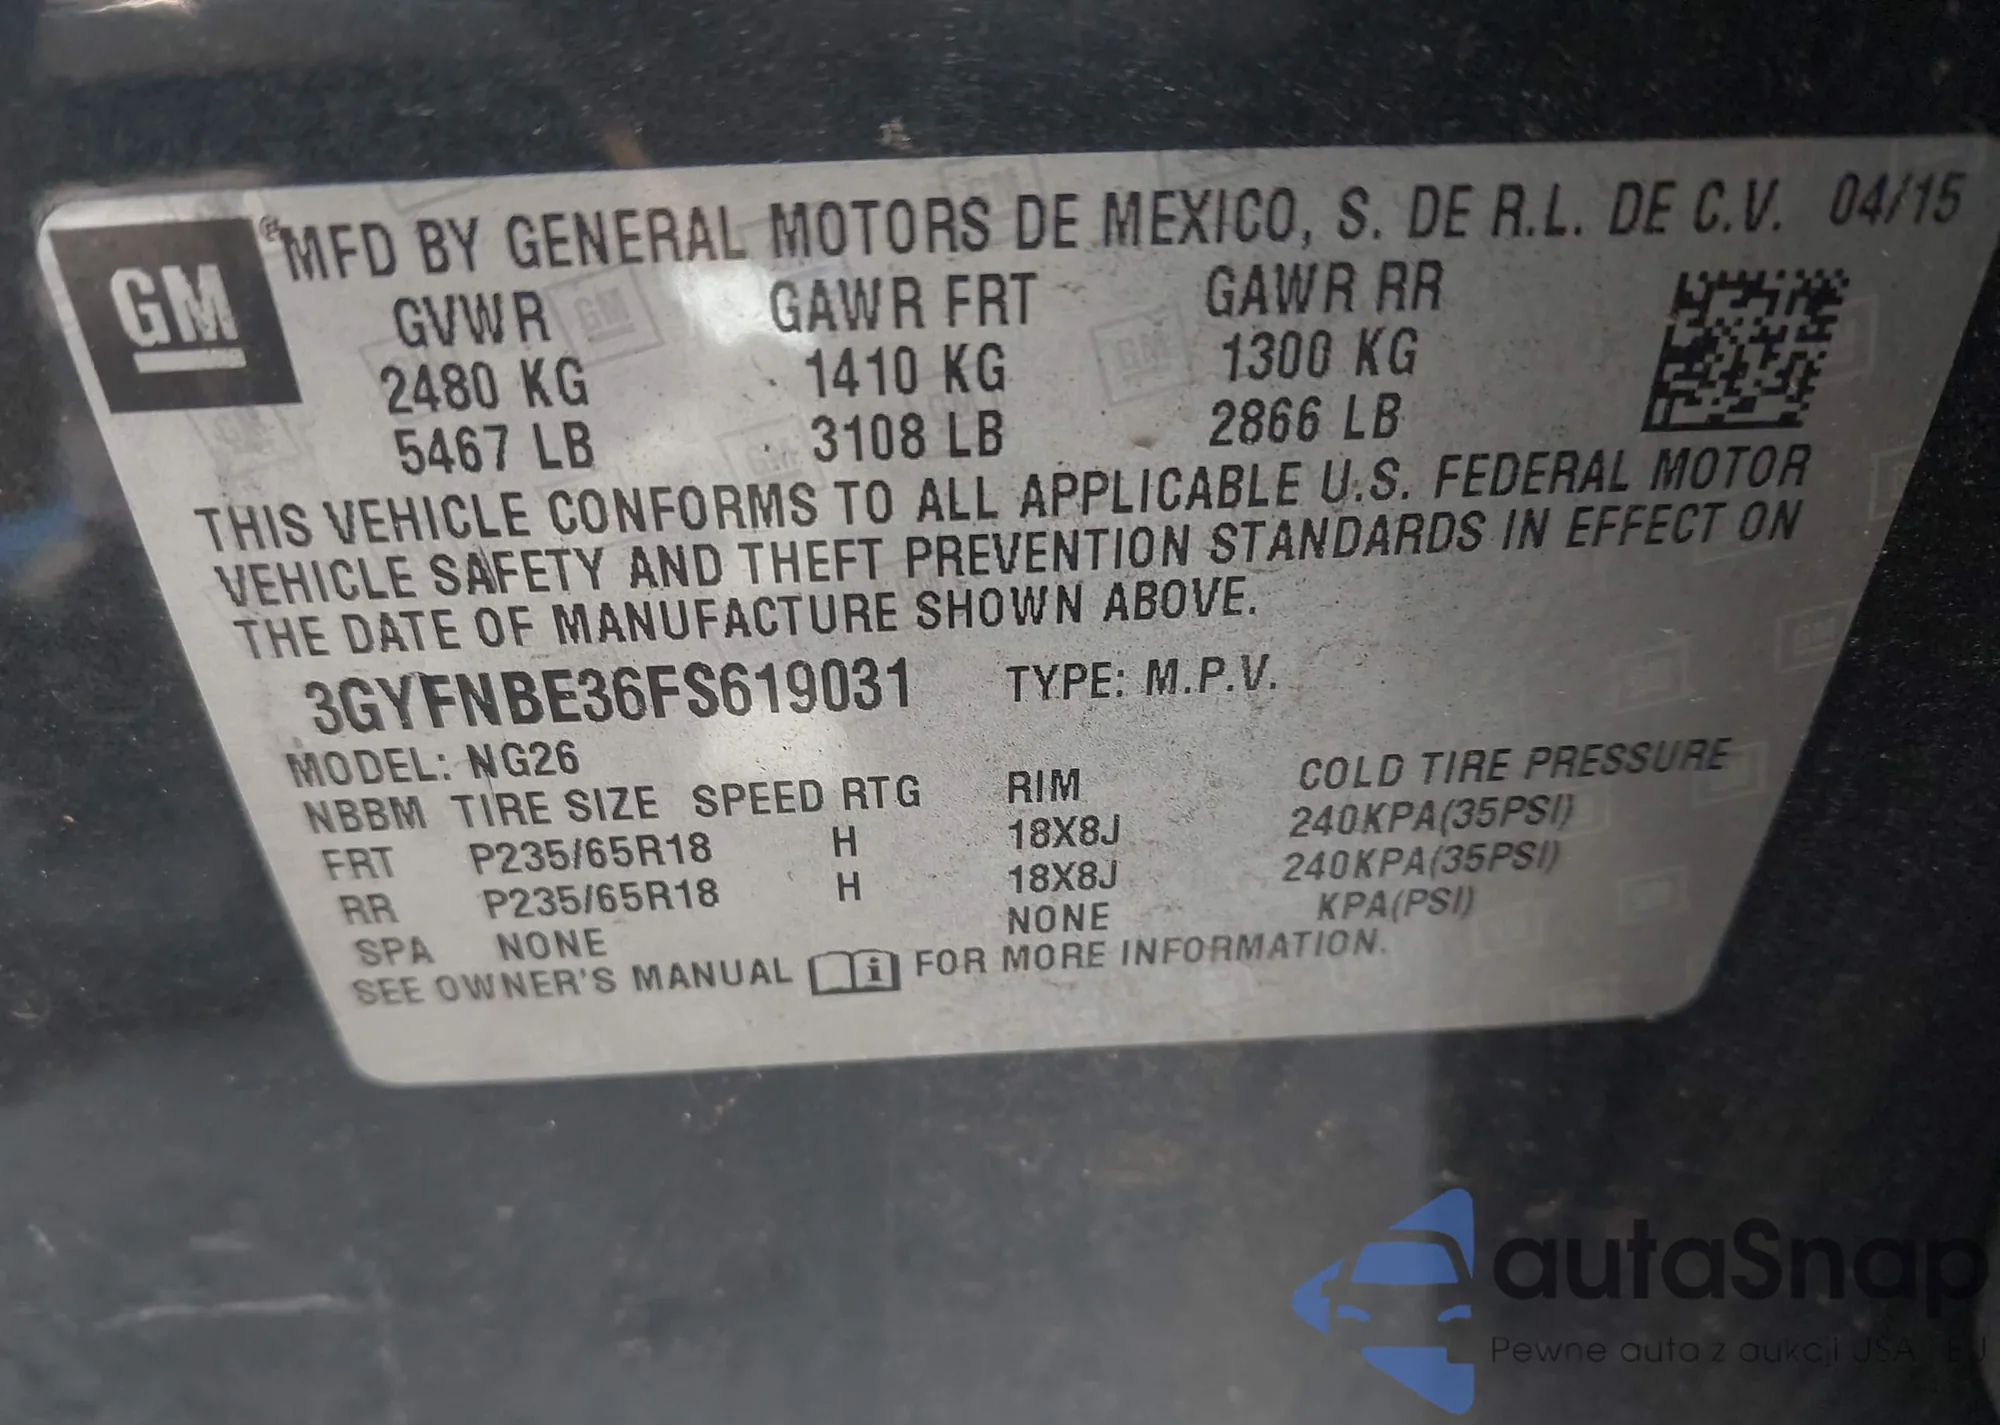 GM
MFD BY GENERAL MOTORS DE MEXICO, S. DE R.L. DE C.V. 04/15
GVWR GAWR FRT GAWR RR
2480 KG 1410 KG 1300 KG
5467 LB 3108 LB 2866 LB
THIS VEHICLE CONFORMS TO ALL APPLICABLE U.S. FEDERAL MOTOR
VEHICLE SAFETY AND THEFT PREVENTION STANDARDS IN EFFECT ON
THE DATE OF MANUFACTURE SHOWN ABOVE.
3GYFNBE36FS619031 TYPE: M.P.V.
MODEL: NG26
NBBM TIRE SIZE SPEED RTG RIM COLD TIRE PRESSURE
FRT P235/65R18 H 18X8J 240KPA(35PSI)
RR P235/65R18 H 18X8J 240KPA(35PSI)
SPA NONE NONE KPA(PSI)
SEE OWNER'S MANUAL i FOR MORE INFORMATION.
autaSnap
Pewne auta z aukcji USA EU